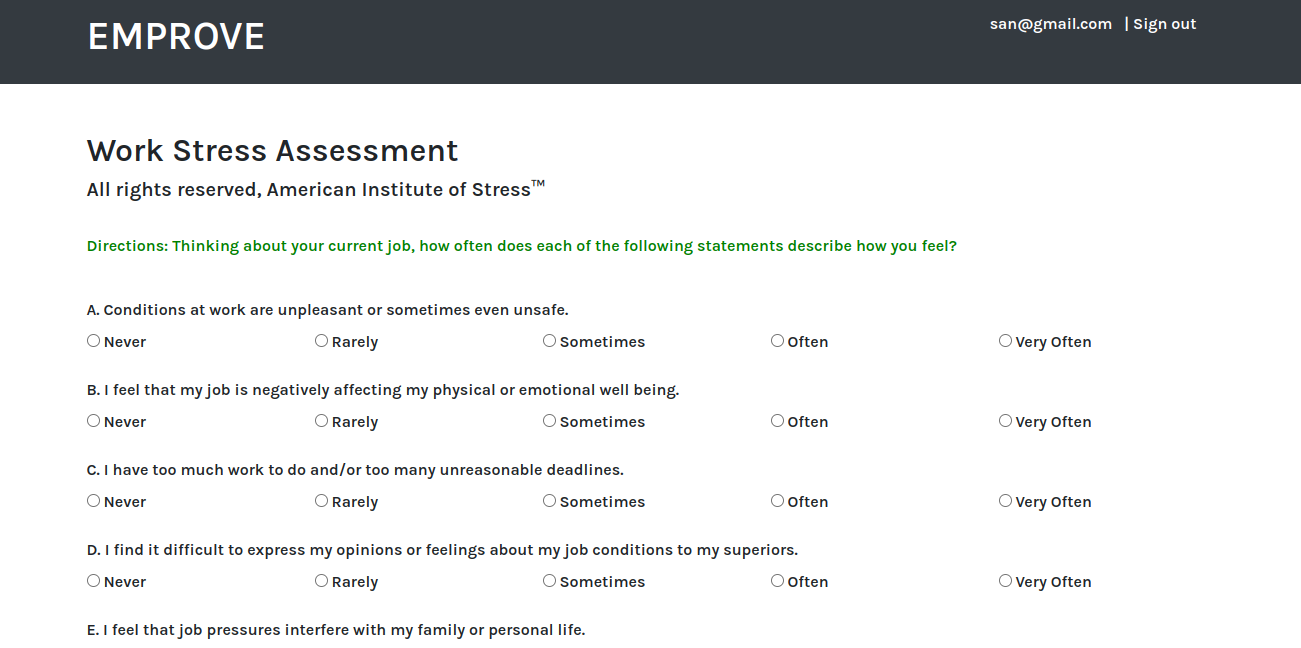 EMPROVE
san@gmail.com | Sign out
Work Stress Assessment
All rights reserved, American Institute of Stress™
Directions: Thinking about your current job, how often does each of the following statements describe how you feel?
A. Conditions at work are unpleasant or sometimes even unsafe.
Never Rarely Sometimes Often Very Often
B. I feel that my job is negatively affecting my physical or emotional well being.
Never Rarely Sometimes Often Very Often
C. I have too much work to do and/or too many unreasonable deadlines.
Never Rarely Sometimes Often Very Often
D. I find it difficult to express my opinions or feelings about my job conditions to my superiors.
Never Rarely Sometimes Often Very Often
E. I feel that job pressures interfere with my family or personal life.